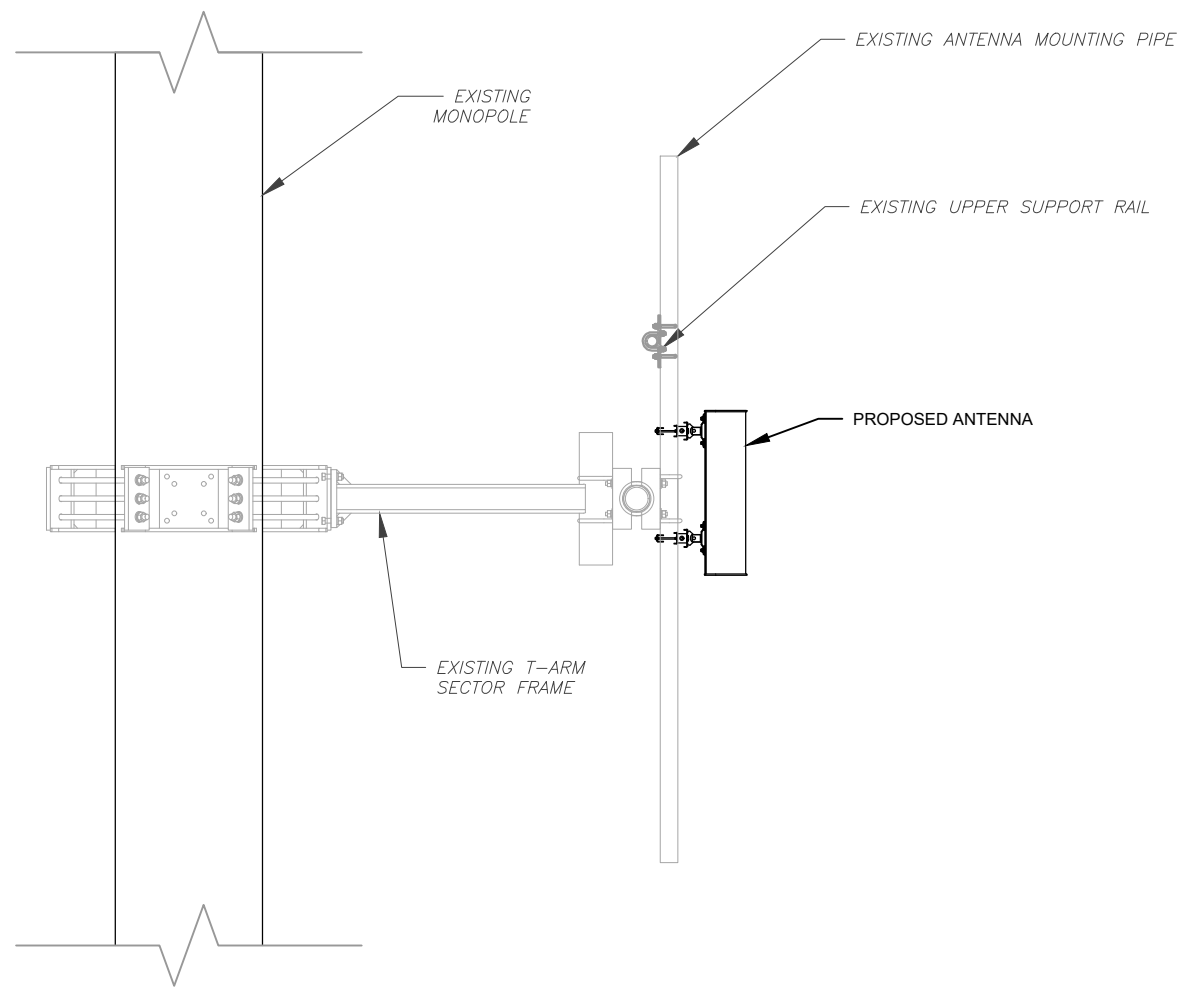 EXISTING ANTENNA MOUNTING PIPE
EXISTING
MONOPOLE
EXISTING UPPER SUPPORT RAIL
PROPOSED ANTENNA
EXISTING T-ARM
SECTOR FRAME